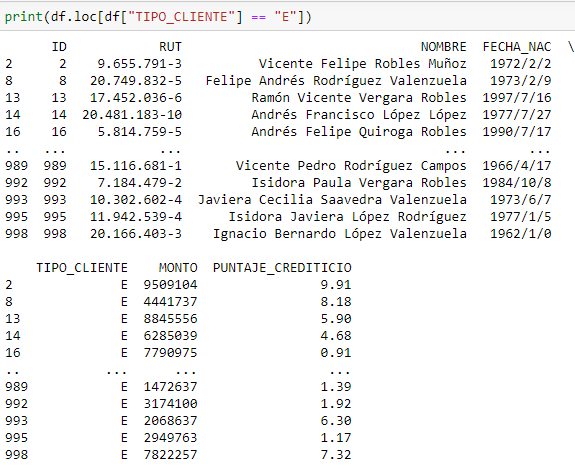 print(df.loc[df["TIPO_CLIENTE"] == "E"])
ID RUT NOMBRE FECHA_NAC \
2 2 9.655.791-3 Vicente Felipe Robles Muñoz 1972/2/2
8 8 20.749.832-5 Felipe Andrés Rodríguez Valenzuela 1973/2/9
13 13 17.452.036-6 Ramón Vicente Vergara Robles 1997/7/16
14 14 20.481.183-10 Andrés Francisco López López 1977/7/27
16 16 5.814.759-5 Andrés Felipe Quiroga Robles 1990/7/17
.. ... ... ... ...
989 989 15.116.681-1 Vicente Pedro Rodríguez Campos 1966/4/17
992 992 7.184.479-2 Isidora Paula Vergara Robles 1984/10/8
993 993 10.302.602-4 Javiera Cecilia Saavedra Valenzuela 1973/6/7
995 995 11.942.539-4 Isidora Javiera López Rodríguez 1977/1/5
998 998 20.166.403-3 Ignacio Bernardo López Valenzuela 1962/1/0
TIPO_CLIENTE MONTO PUNTAJE_CREDITICIO
2 E 9509104 9.91
8 E 4441737 8.18
13 E 8845556 5.90
14 E 6285039 4.68
16 E 7790975 0.91
.. ... ... ...
989 E 1472637 1.39
992 E 3174100 1.92
993 E 2068637 6.30
995 E 2949763 1.17
998 E 7822257 7.32